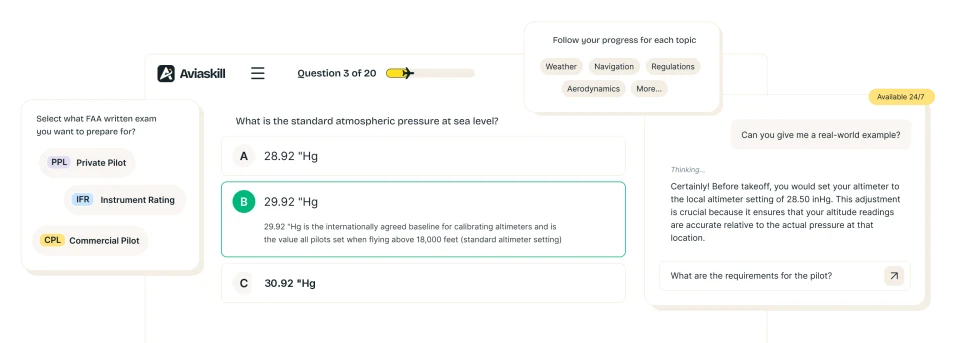 Follow your progress for each topic
Weather Navigation Regulations
Aerodynamics More...
Aviaskill
Question 3 of 20
Available 24/7
Select what FAA written exam
you want to prepare for?
PPL Private Pilot
IFR Instrument Rating
CPL Commercial Pilot
What is the standard atmospheric pressure at sea level?
A 28.92 "Hg
B 29.92 "Hg
29.92 "Hg is the internationally agreed baseline for calibrating altimeters and is
the value all pilots set when flying above 18,000 feet (standard altimeter setting)
C 30.92 "Hg
Can you give me a real-world example?
Thinking...
Certainly! Before takeoff, you would set your altimeter to
the local altimeter setting of 28.50 inHg. This adjustment
is crucial because it ensures that your altitude readings
are accurate relative to the actual pressure at that
location.
What are the requirements for the pilot?